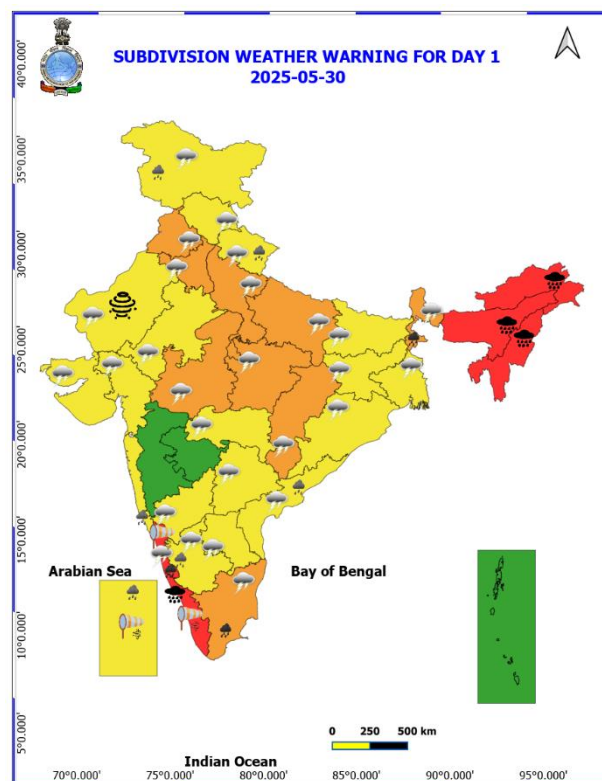 SUBDIVISION WEATHER WARNING FOR DAY 1
2025-05-30
40°0.000'
35°0.000'
30°0.000'
25°0.000'
20°0.000'
15°0.000'
10°0.000'
5°0.000'
Arabian Sea
Bay of Bengal
0 250 500 km
Indian Ocean
70°0.000' 75°0.000' 80°0.000' 85°0.000' 90°0.000' 95°0.000'